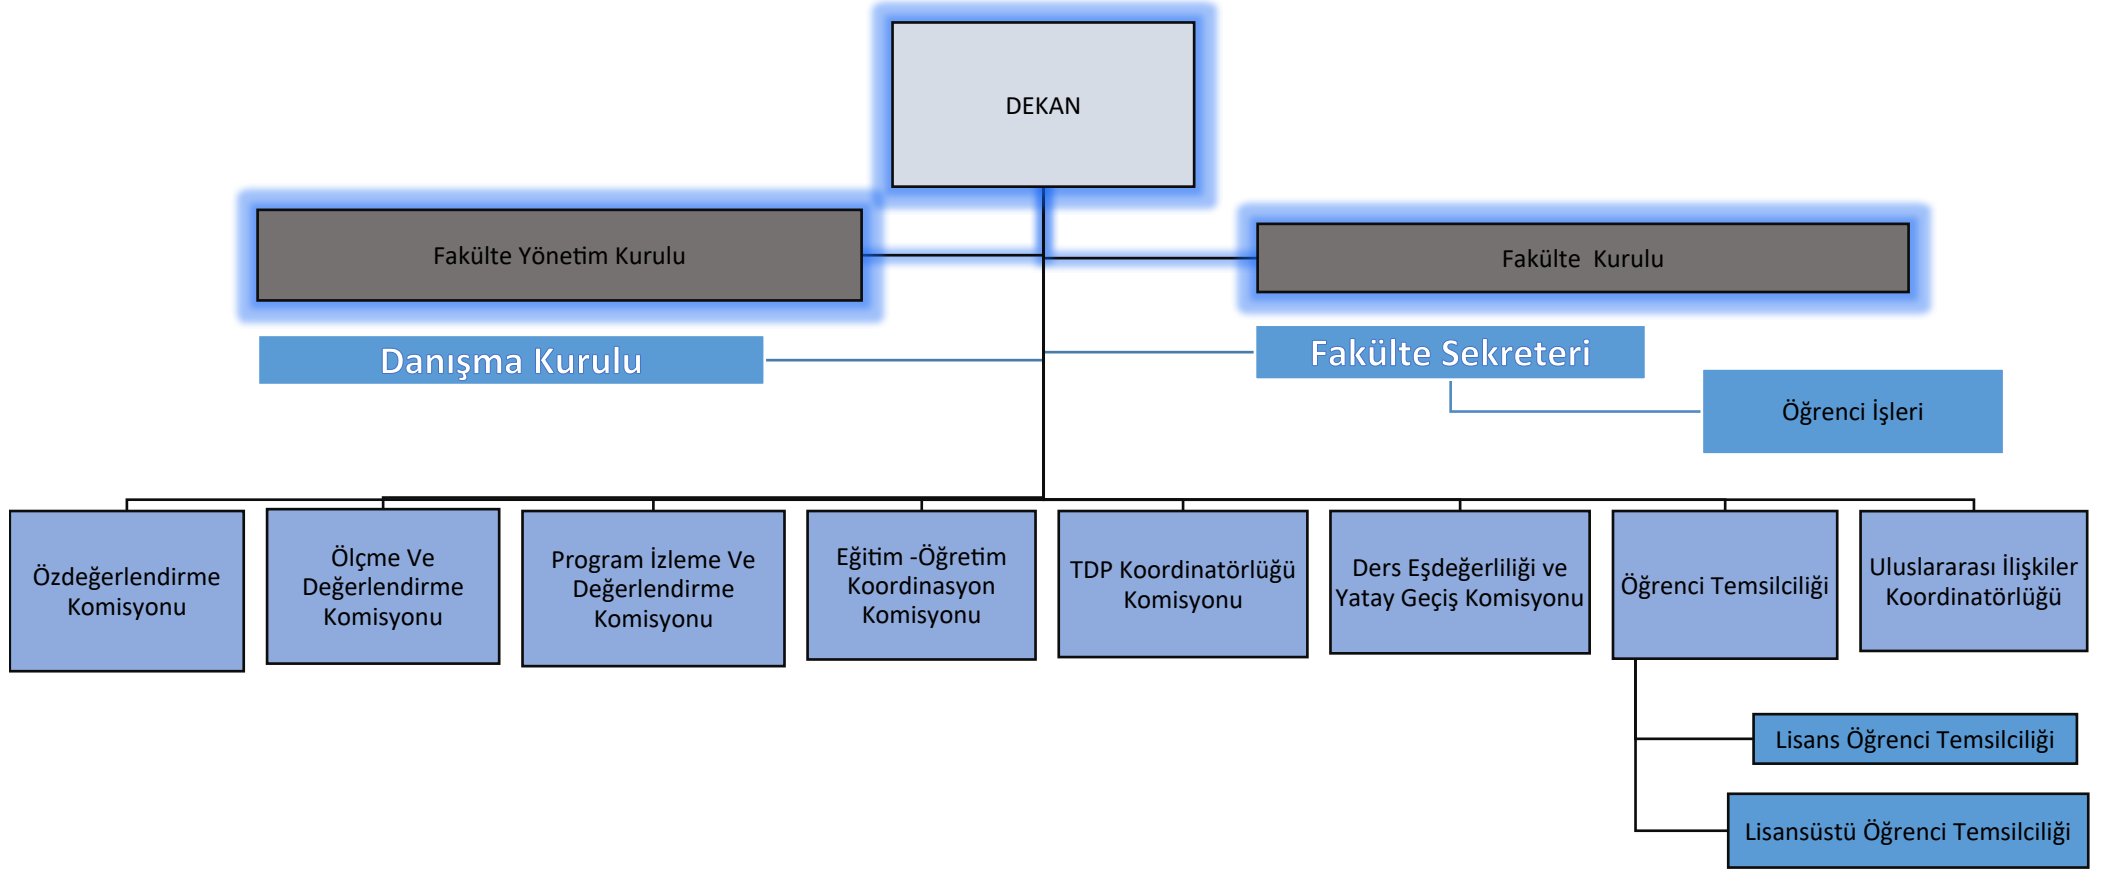 DEKAN
Fakülte Yönetim Kurulu
Fakülte  Kurulu
Danışma Kurulu
Fakülte Sekreteri
Öğrenci İşleri
Özdeğerlendirme
Komisyonu
Ölçme Ve
Değerlendirme
Komisyonu
Program İzleme Ve
Değerlendirme
Komisyonu
Eğitim -Öğretim
Koordinasyon
Komisyonu
TDP Koordinatörlüğü
Komisyonu
Ders Eşdeğerliliği ve
Yatay Geçiş Komisyonu
Öğrenci Temsilciliği
Uluslararası İlişkiler
Koordinatörlüğü
Lisans Öğrenci Temsilciliği
Lisansüstü Öğrenci Temsilciliği